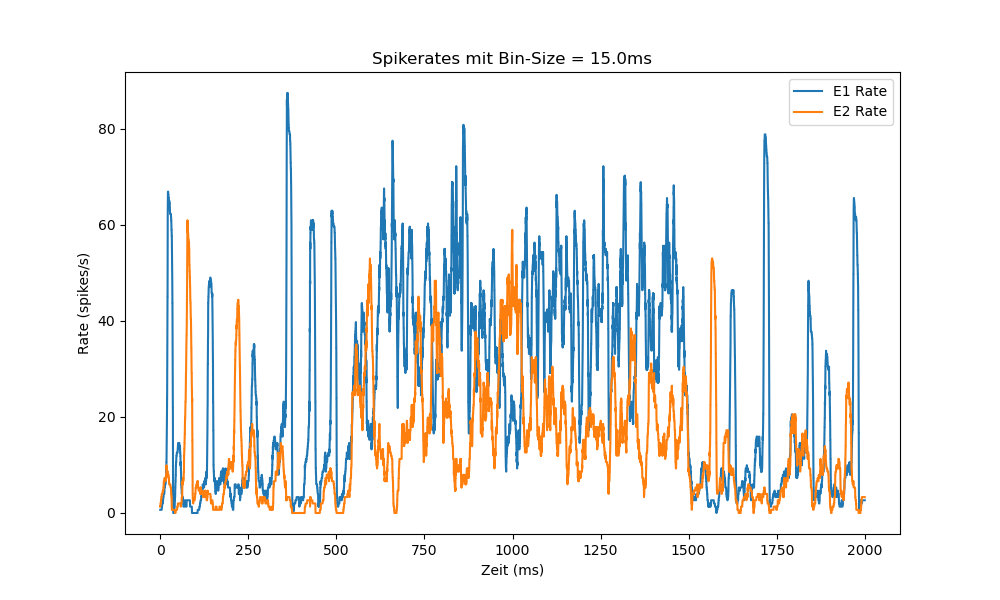 Spikerates mit Bin-Size = 15.0ms
E1 Rate
E2 Rate
Rate (spikes/s)
80
60
40
20
0
0 250 500 750 1000 1250 1500 1750 2000
Zeit (ms)